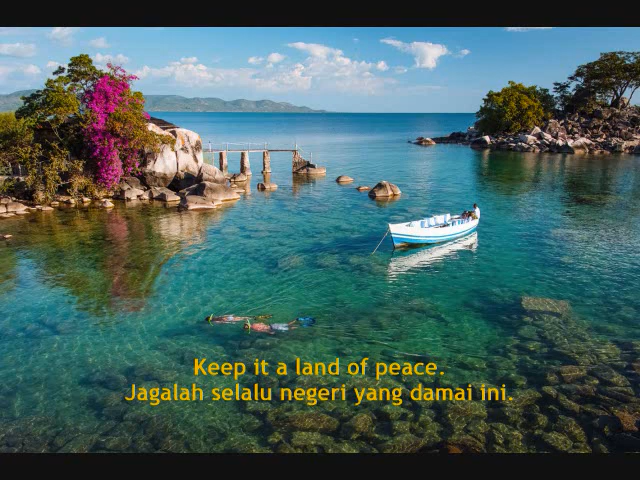 Keep it a land of peace.
Jagalah selalu negeri yang damai ini.